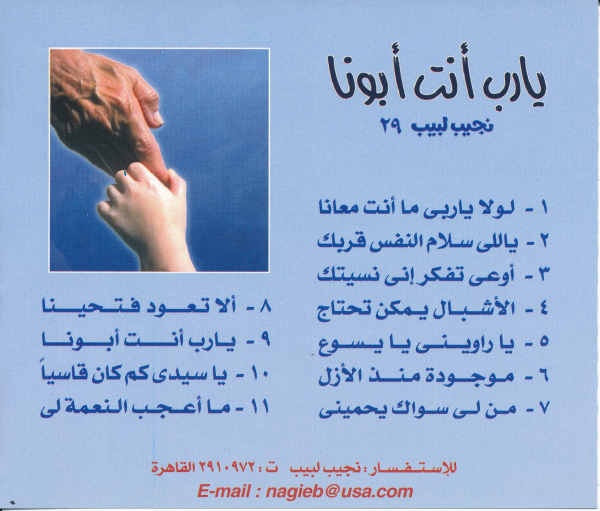 يارب أنت أبونا
نجيب لبيب ٢٩
١ - لولا ياربى ما أنت معانا
٢ - ياللى سلام النفس قربك
٣ - أوعى تفكر إنى نسيتك
٤ - الأشبال يمكن تحتاج
٥ - يا راوينى يا يسوع
٦ - موجودة منذ الأزل
٧ - من لى سواك يحمينى
٨ - ألا تعود فتحيينا
٩ - يارب أنت أبونا
١٠ - يا سيدى كم كان قاسياً
١١ - ما أعجب النعمة لى
للإستفسار : نجيب لبيب ت : ٢٩١٠٩٧٢ القاهرة
E-mail : nagieb@usa.com